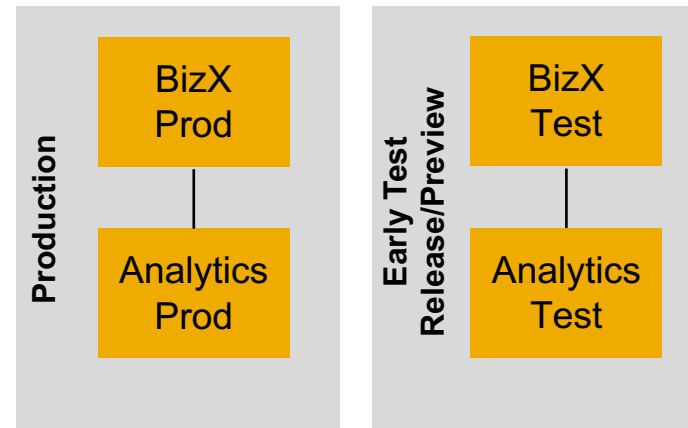 Production
BizX
Prod
Analytics
Prod
Early Test
Release/Preview
BizX
Test
Analytics
Test